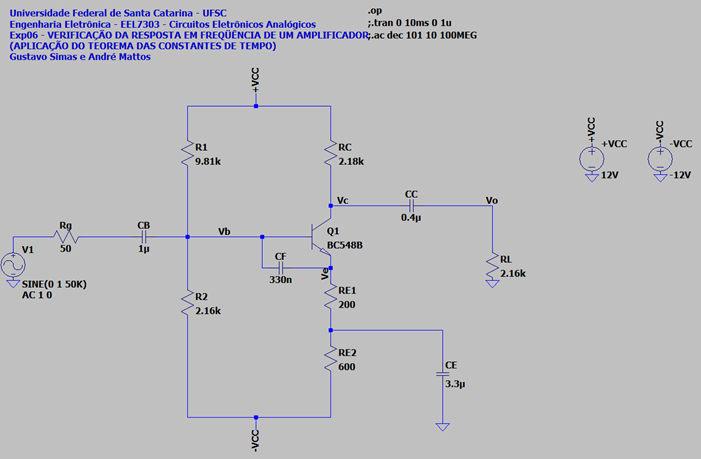 Universidade Federal de Santa Catarina - UFSC
Engenharia Eletrônica - EEL7303 - Circuitos Eletrônicos Analógicos
Exp06 - VERIFICAÇÃO DA RESPOSTA EM FREQÜÊNCIA DE UM AMPLIFICADOR
(APLICAÇÃO DO TEOREMA DAS CONSTANTES DE TEMPO)
Gustavo Simas e André Mattos
.op
;.tran 0 10ms 0 1u
;.ac dec 101 10 100MEG
+VCC
R1
9.81k
RC
2.18k
Vc
CC
0.4µ
Vo
Rg
50
CB
1µ
Vb
Q1
BC548B
V1
SINE(0 1 50K)
AC 1 0
CF
330n
Ve
RL
2.16k
R2
2.16k
RE1
200
RE2
600
CE
3.3µ
-VCC
+VCC
+VCC
12V
-VCC
-VCC
-12V